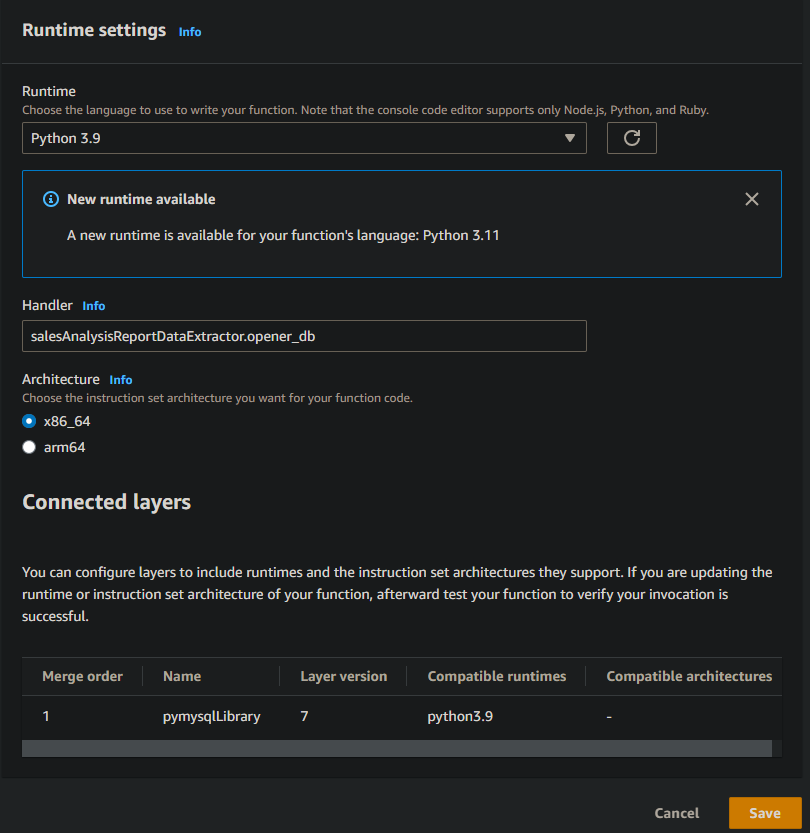 Runtime settings Info
Runtime
Choose the language to use to write your function. Note that the console code editor supports only Node.js, Python, and Ruby.
Python 3.9
New runtime available
A new runtime is available for your function's language: Python 3.11
Handler Info
salesAnalysisReportDataExtractor.opener_db
Architecture Info
Choose the instruction set architecture you want for your function code.
x86_64
arm64
Connected layers
You can configure layers to include runtimes and the instruction set architectures they support. If you are updating the
runtime or instruction set architecture of your function, afterward test your function to verify your invocation is
successful.
Merge order Name Layer version Compatible runtimes Compatible architectures
1 pymysqlLibrary 7 python3.9 -
Cancel Save